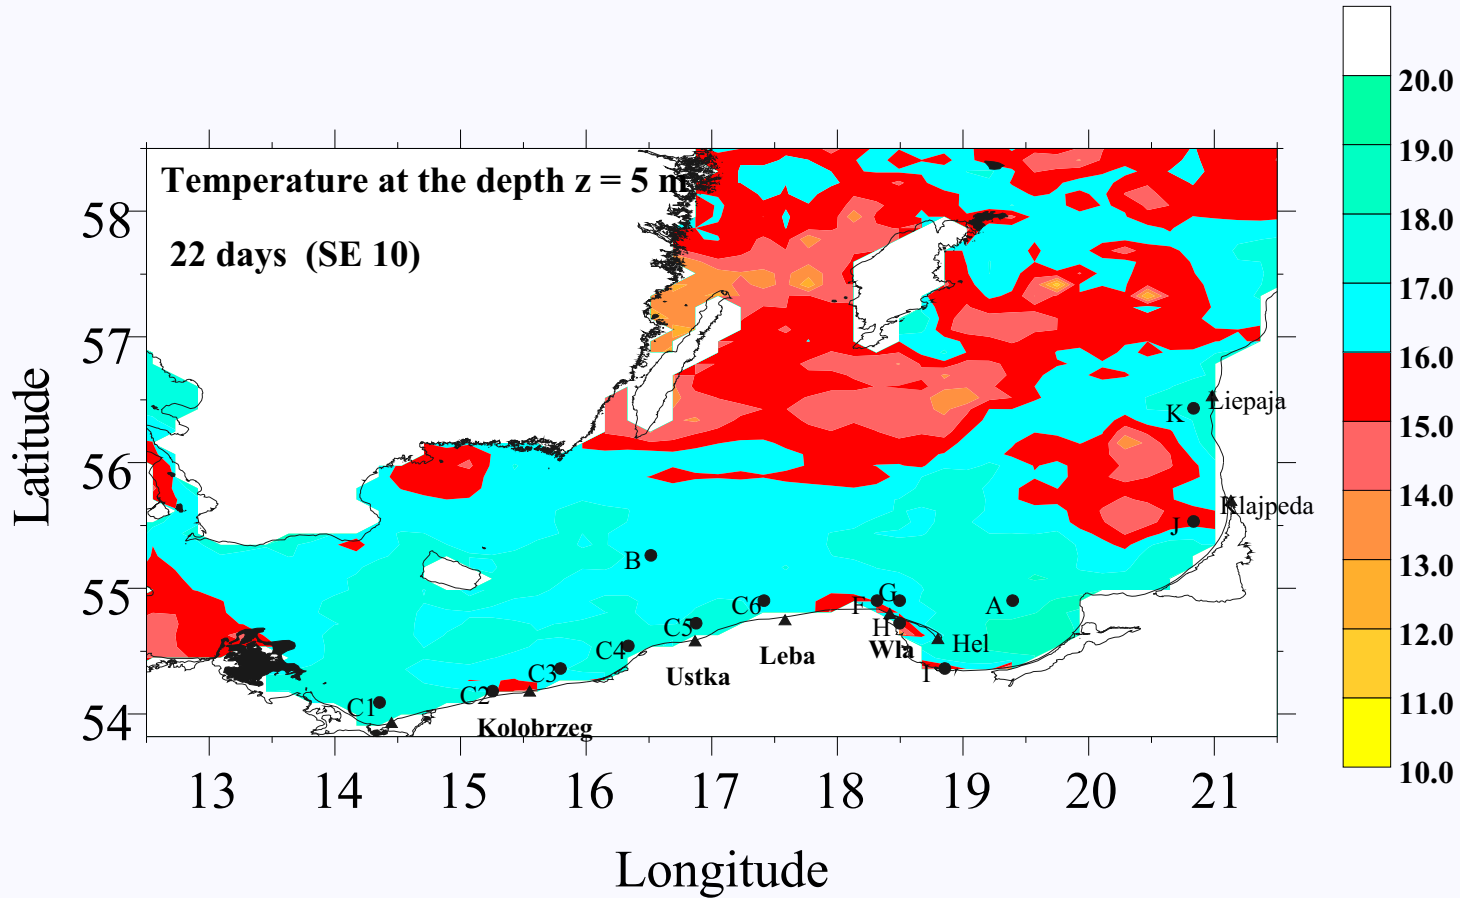 20.0
19.0
18.0
17.0
16.0
15.0
14.0
13.0
12.0
11.0
10.0
Temperature at the depth z = 5 m
22 days (SE 10)
58
57
56
55
54
Latitude
K
Liepaja
Klajpeda
J
B
A
C6
F
G
C5
H
Hel
C4
Wla
Leba
C3
I
Ustka
C2
C1
Kolobrzeg
13 14 15 16 17 18 19 20 21
Longitude